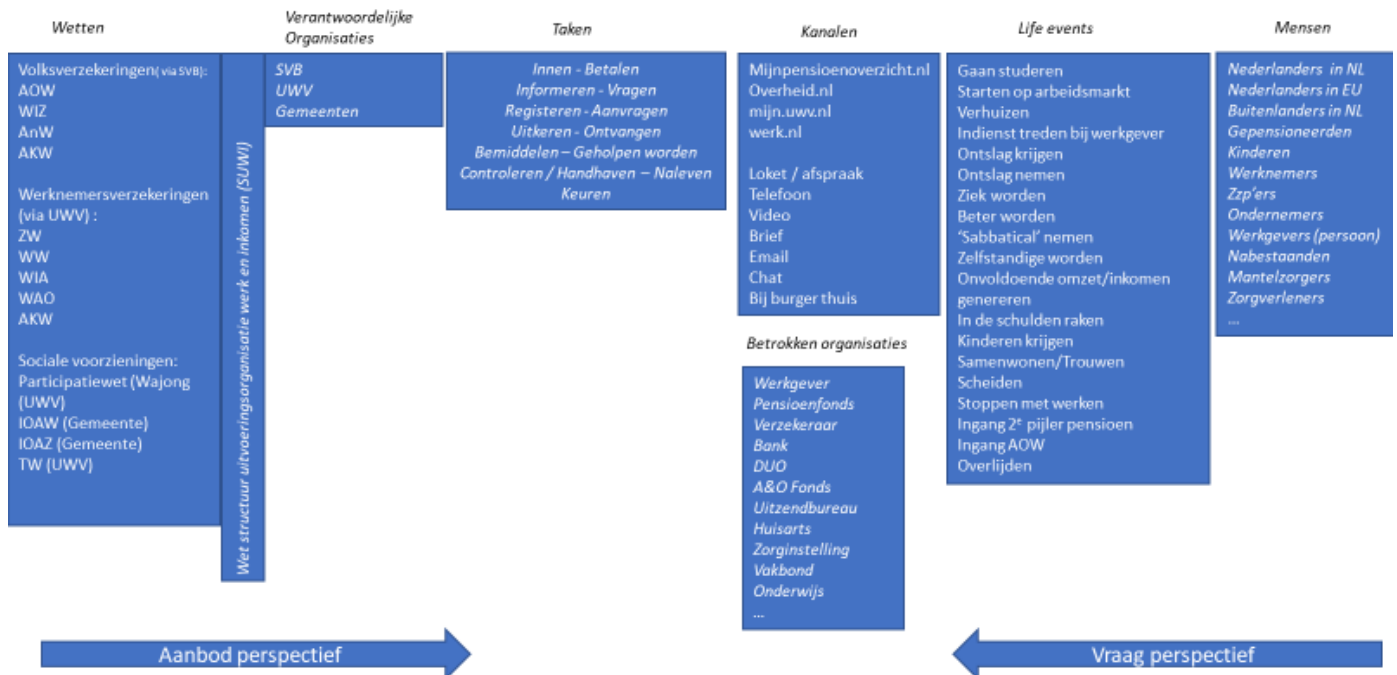 Wetten
Volksverzekeringen( via SVB):
AOW
WIZ
AnW
AKW
Werknemersverzekeringen
(via UWV) :
ZW
WW
WIA
WAO
AKW
Sociale voorzieningen:
Participatiewet (Wajong
(UWV)
IOAW (Gemeente)
IOAZ (Gemeente)
TW (UWV)
Wet structuur uitvoeringsorganisatie werk en inkomen (SUWI)
Verantwoordelijke
Organisaties
SVB
UWV
Gemeenten
Taken
Innen - Betalen
Informeren - Vragen
Registeren - Aanvragen
Uitkeren - Ontvangen
Bemiddelen – Geholpen worden
Controleren / Handhaven – Naleven
Keuren
Kanalen
Mijnpensioenoverzicht.nl
Overheid.nl
mijn.uwv.nl
werk.nl
Loket / afspraak
Telefoon
Video
Brief
Email
Chat
Bij burger thuis
Betrokken organisaties
Werkgever
Pensioenfonds
Verzekeraar
Bank
DUO
A&O Fonds
Uitzendbureau
Huisarts
Zorginstelling
Vakbond
Onderwijs
...
Life events
Gaan studeren
Starten op arbeidsmarkt
Verhuizen
Indienst treden bij werkgever
Ontslag krijgen
Ontslag nemen
Ziek worden
Beter worden
‘Sabbatical’ nemen
Zelfstandige worden
Onvoldoende omzet/inkomen
genereren
In de schulden raken
Kinderen krijgen
Samenwonen/Trouwen
Scheiden
Stoppen met werken
Ingang 2ᵉ pijler pensioen
Ingang AOW
Overlijden
Mensen
Nederlanders in NL
Nederlanders in EU
Buitenlanders in NL
Gepensioneerden
Kinderen
Werknemers
Zzp'ers
Ondernemers
Werkgevers (persoon)
Nabestaanden
Mantelzorgers
Zorgverleners
...
Aanbod perspectief
Vraag perspectief